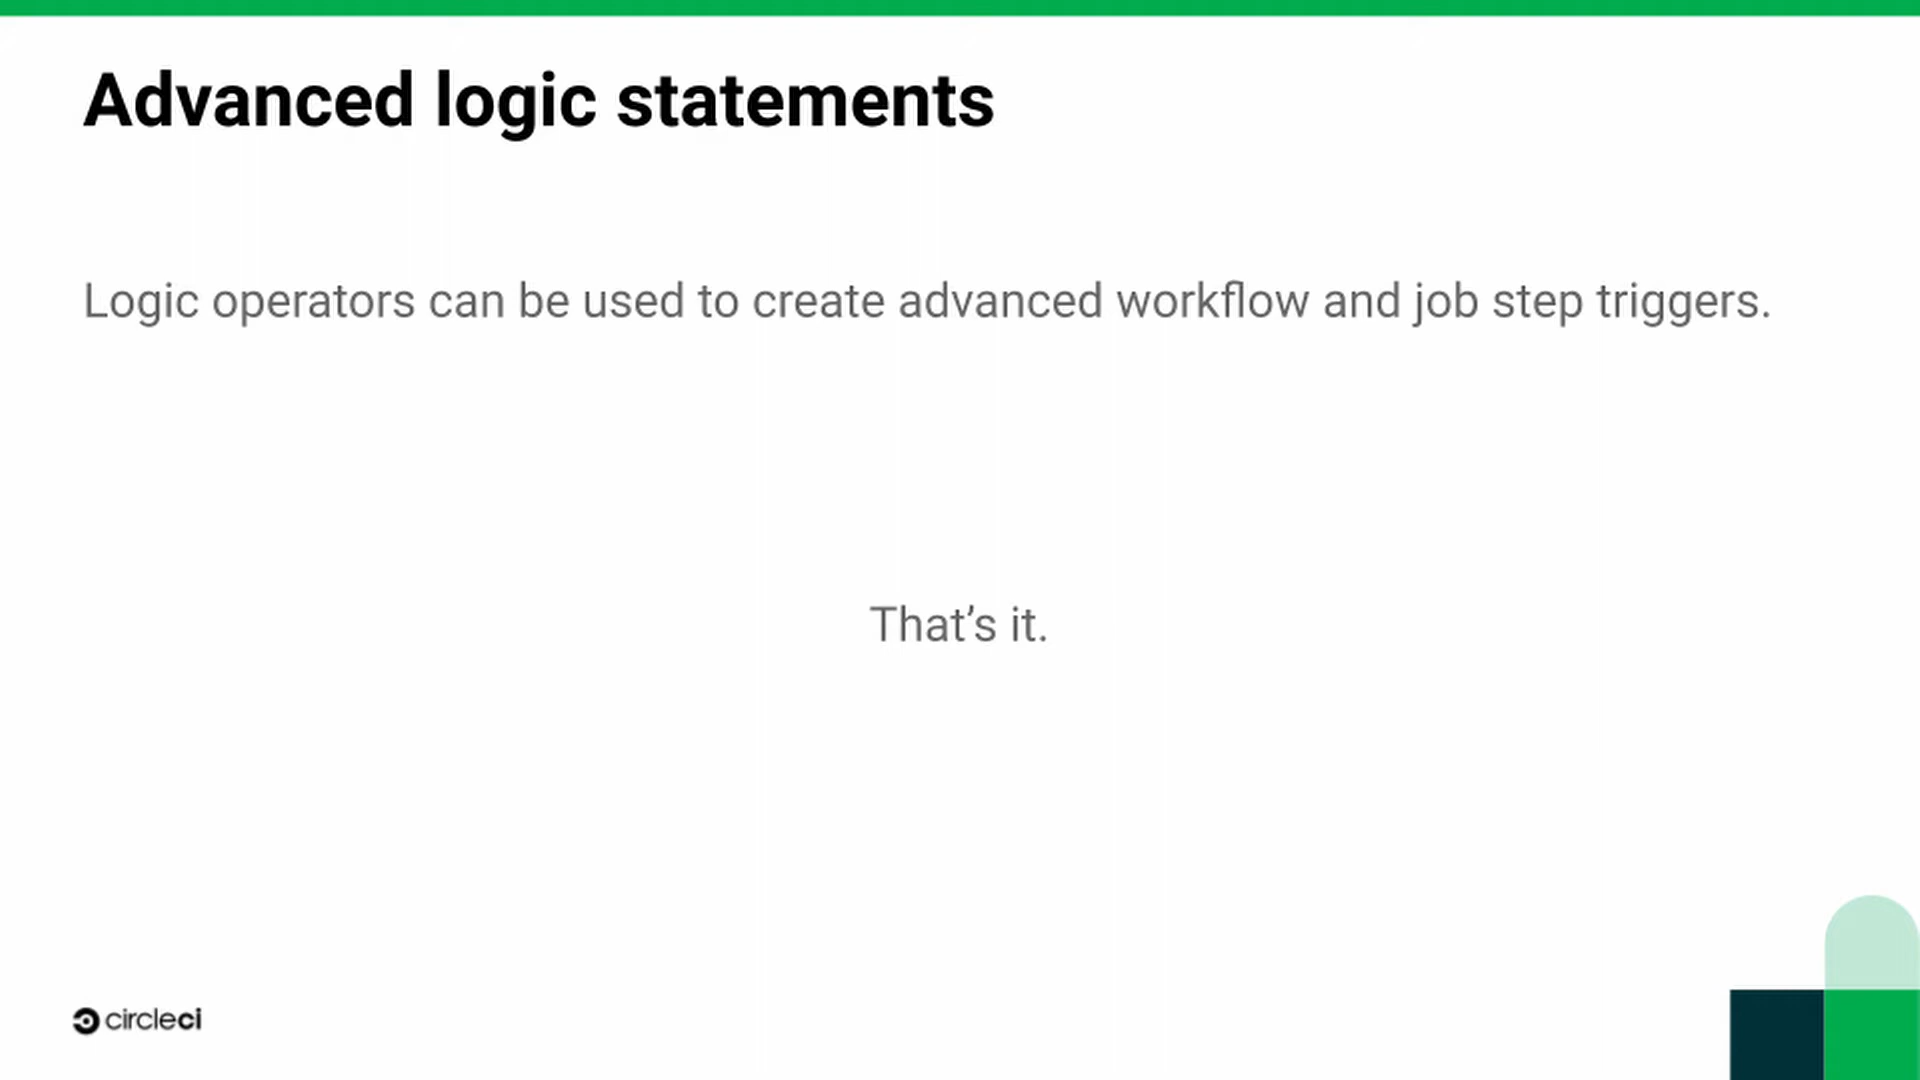 Advanced logic statements
Logic operators can be used to create advanced workflow and job step triggers.
That’s it.
circleci